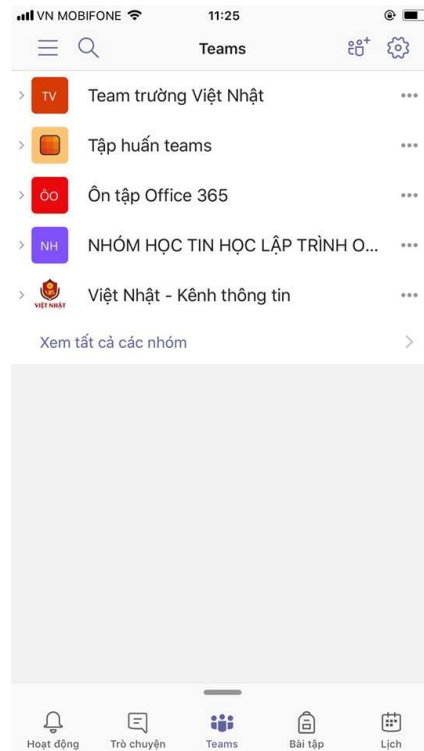 VN MOBIFONE 11:25
Teams
TV Team trường Việt Nhật
Tập huấn teams
ÔO Ôn tập Office 365
NH NHÓM HỌC TIN HỌC LẬP TRÌNH O...
VIỆT NHẬT Việt Nhật - Kênh thông tin
Xem tất cả các nhóm
Hoạt động Trò chuyện Teams Bài tập Lịch